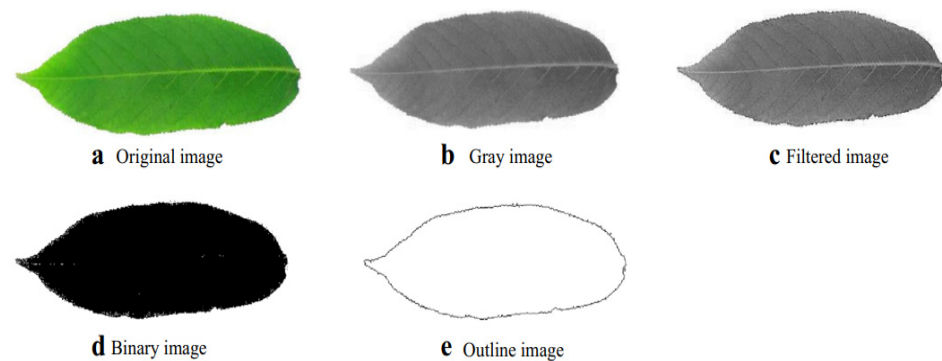 a Original image
b Gray image
c Filtered image
d Binary image
e Outline image